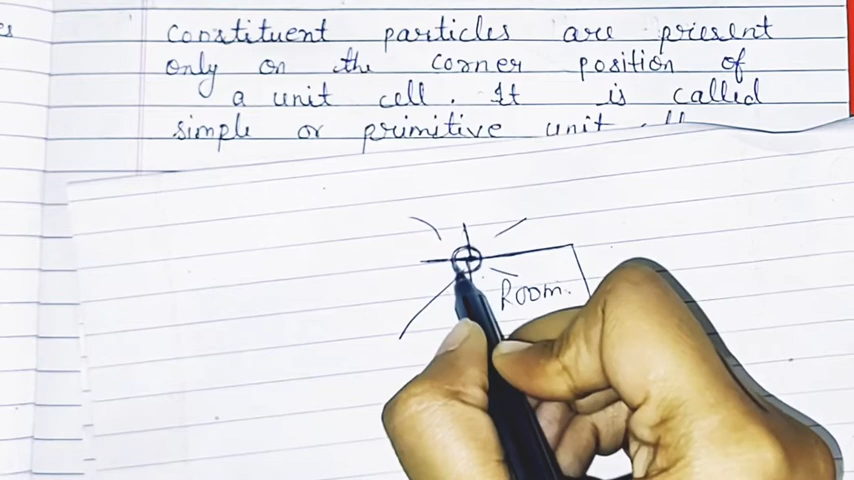 es
constituent particles are present
only on the corner position of
a unit cell. It is called
simple or primitive unit
Room.